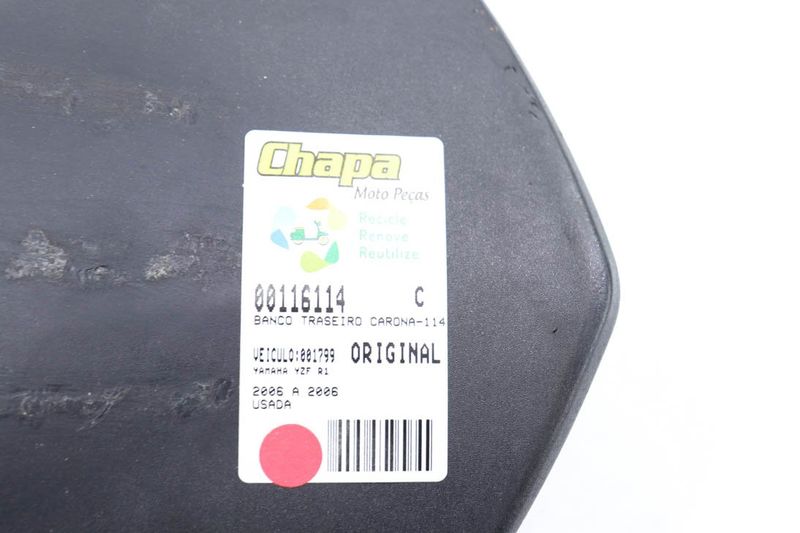 Chapa
Moto Peças
Recicle
Renove
Reutilize
00116114 C
BANCO TRASEIRO CARONA-114
VEICULO:001799 ORIGINAL
YAMAHA YZF R1
2006 A 2006
USADA